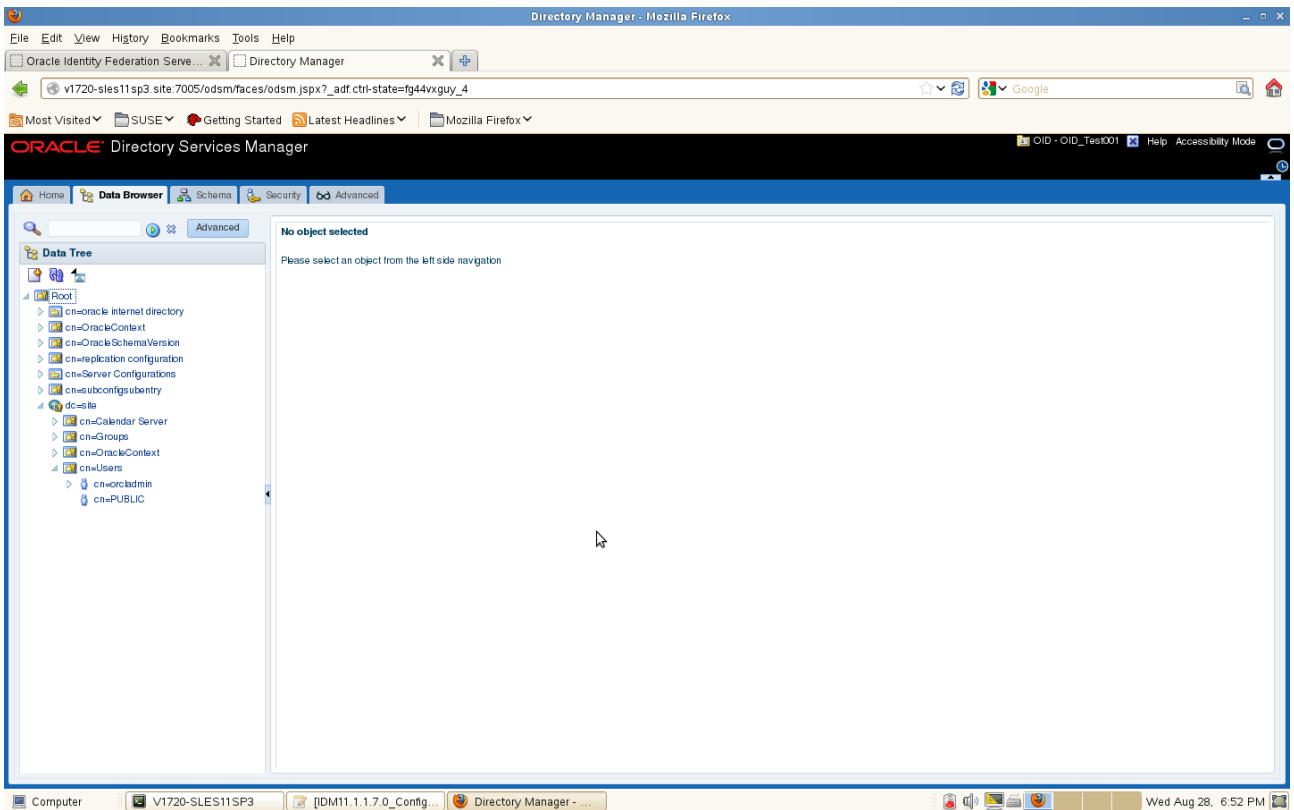 Directory Manager - Mozilla Firefox
File Edit View History Bookmarks Tools Help
Oracle Identity Federation Serve... Directory Manager
v1720-sles11sp3.site:7005/odsm/faces/odsm.jspx?_adf.ctrl-state=fg44vxguy_4 Google
Most Visited SUSE Getting Started Latest Headlines Mozilla Firefox
ORACLE Directory Services Manager OID - OID_Test001 Help Accessibility Mode
Home Data Browser Schema Security Advanced
Advanced
No object selected
Data Tree
Please select an object from the left side navigation
Root
cn=oracle internet directory
cn=OracleContext
cn=OracleSchemaVersion
cn=replication configuration
cn=Server Configurations
cn=subconfigsubentry
dc=site
cn=Calendar Server
cn=Groups
cn=OracleContext
cn=Users
cn=orcladmin
cn=PUBLIC
Computer V1720-SLES11SP3 [IDM11.1.1.7.0_Config... Directory Manager - ... Wed Aug 28, 6:52 PM